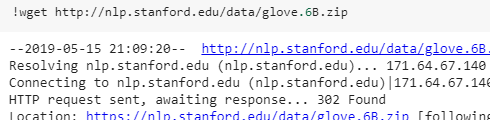 !wget http://nlp.stanford.edu/data/glove.6B.zip
--2019-05-15 21:09:20-- http://nlp.stanford.edu/data/glove.6B.
Resolving nlp.stanford.edu (nlp.stanford.edu)... 171.64.67.140
Connecting to nlp.stanford.edu (nlp.stanford.edu)|171.64.67.14
HTTP request sent, awaiting response... 302 Found
Location: https://nlp.stanford.edu/data/glove.6B.zip [following